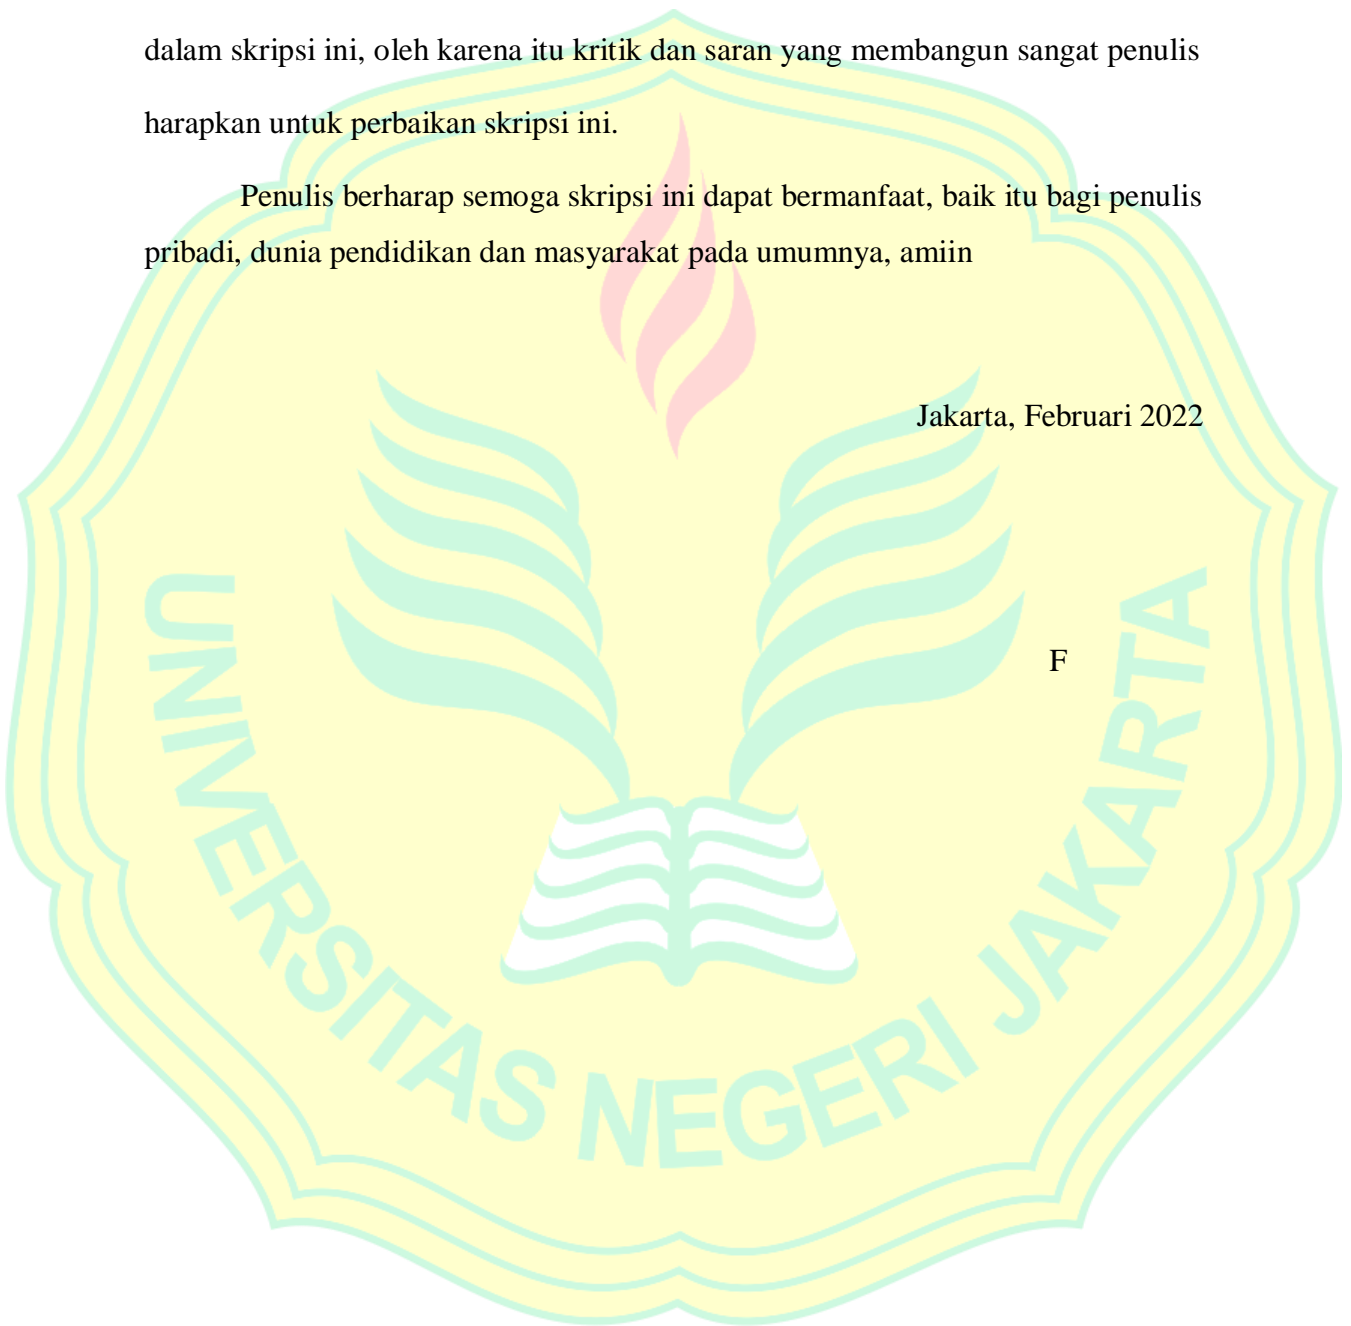 dalam skripsi ini, oleh karena itu kritik dan saran yang membangun sangat penulis
harapkan untuk perbaikan skripsi ini.
Penulis berharap semoga skripsi ini dapat bermanfaat, baik itu bagi penulis
pribadi, dunia pendidikan dan masyarakat pada umumnya, amiin
Jakarta, Februari 2022
F
UNIVERSITAS NEGERI JAKARTA